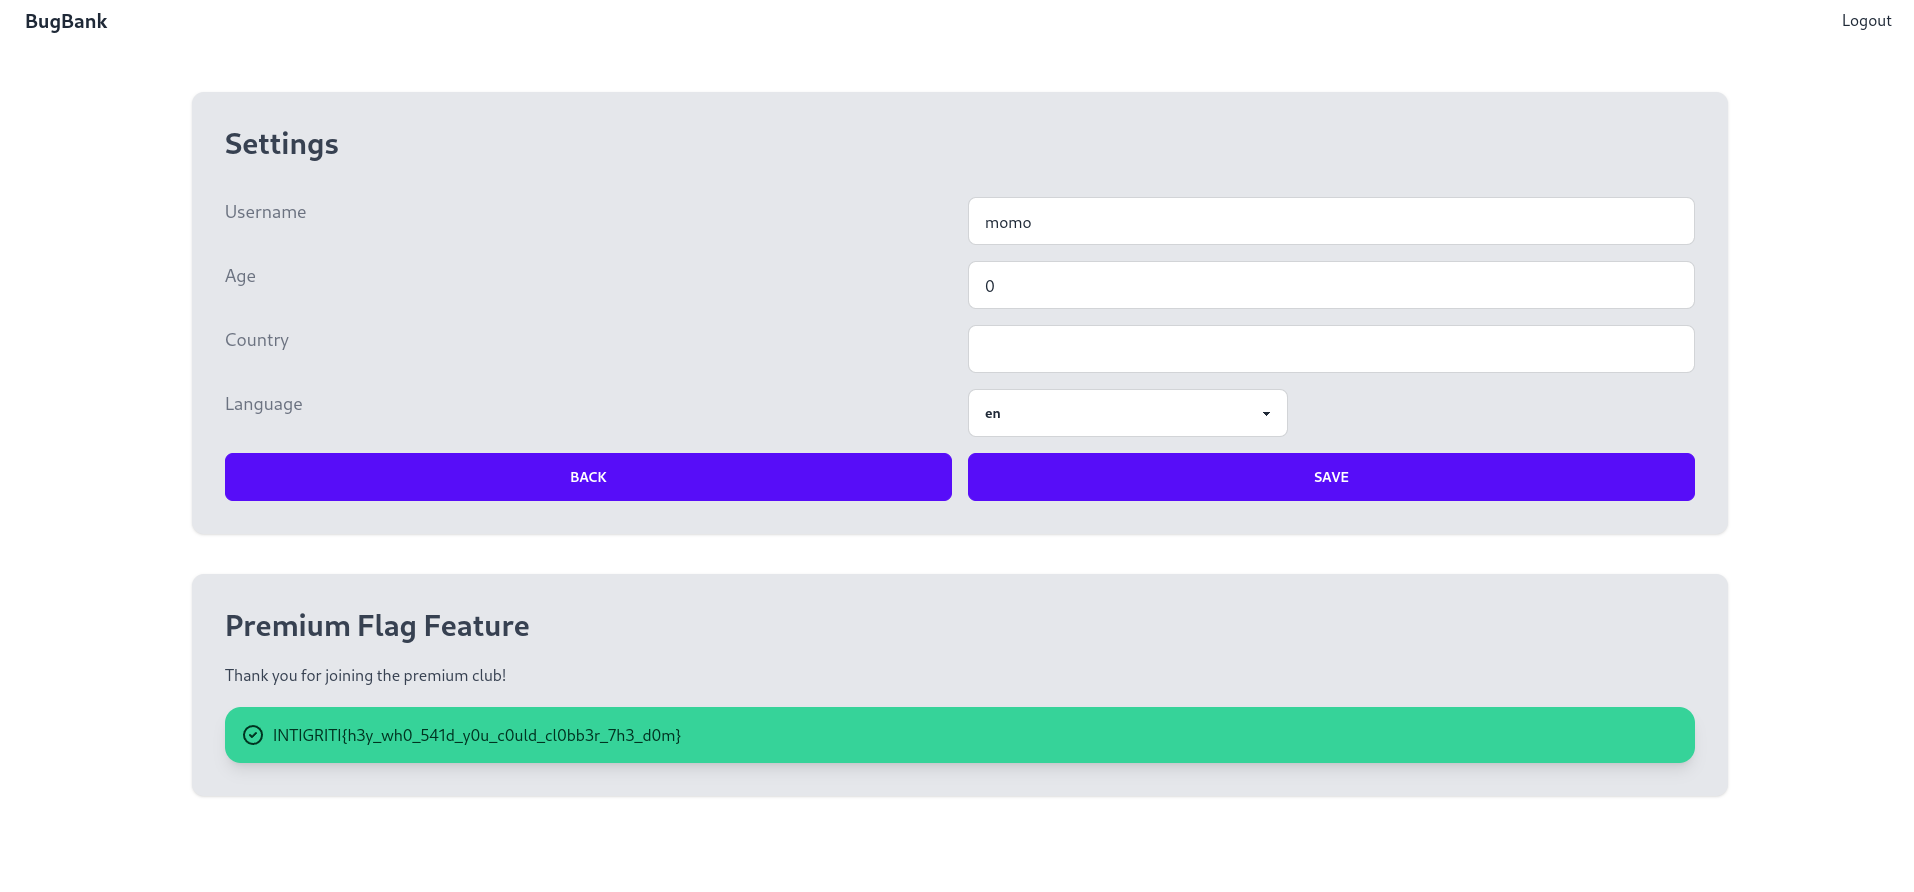 BugBank
Logout
Settings
Username
momo
Age
0
Country
Language
en
BACK
SAVE
Premium Flag Feature
Thank you for joining the premium club!
INTIGRITI{h3y_wh0_541d_y0u_c0uld_cl0bb3r_7h3_d0m}